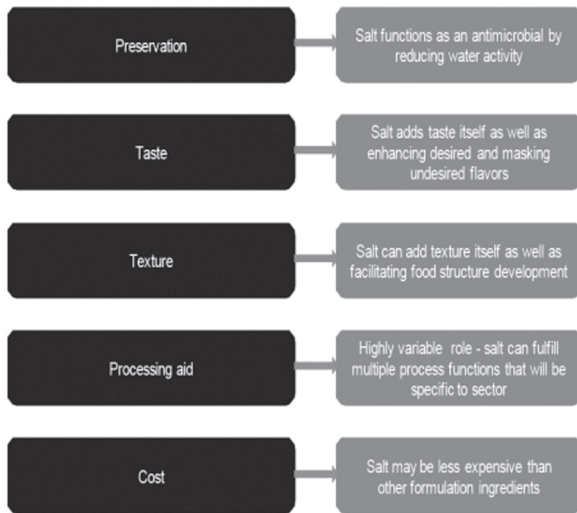 Preservation
Salt functions as an antimicrobial by
reducing water activity
Taste
Salt adds taste itself as well as
enhancing desired and masking
undesired flavors
Texture
Salt can add texture itself as well as
facilitating food structure development
Processing aid
Highly variable role - salt can fulfill
multiple process functions that will be
specific to sector
Cost
Salt may be less expensive than
other formulation ingredients